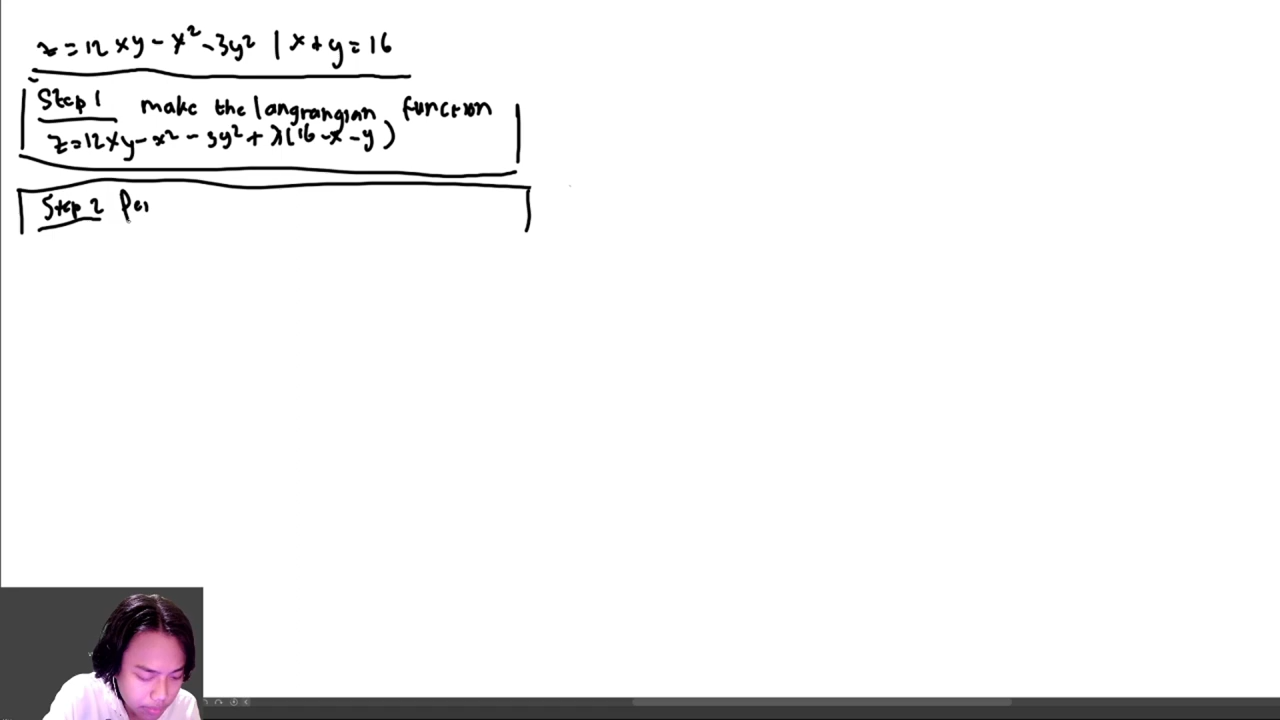 z = 12xy - x² - 3y² | x + y = 16
Step 1 make the langrangian function
z = 12xy - x² - 3y² + λ(16 - x - y)
Step 2